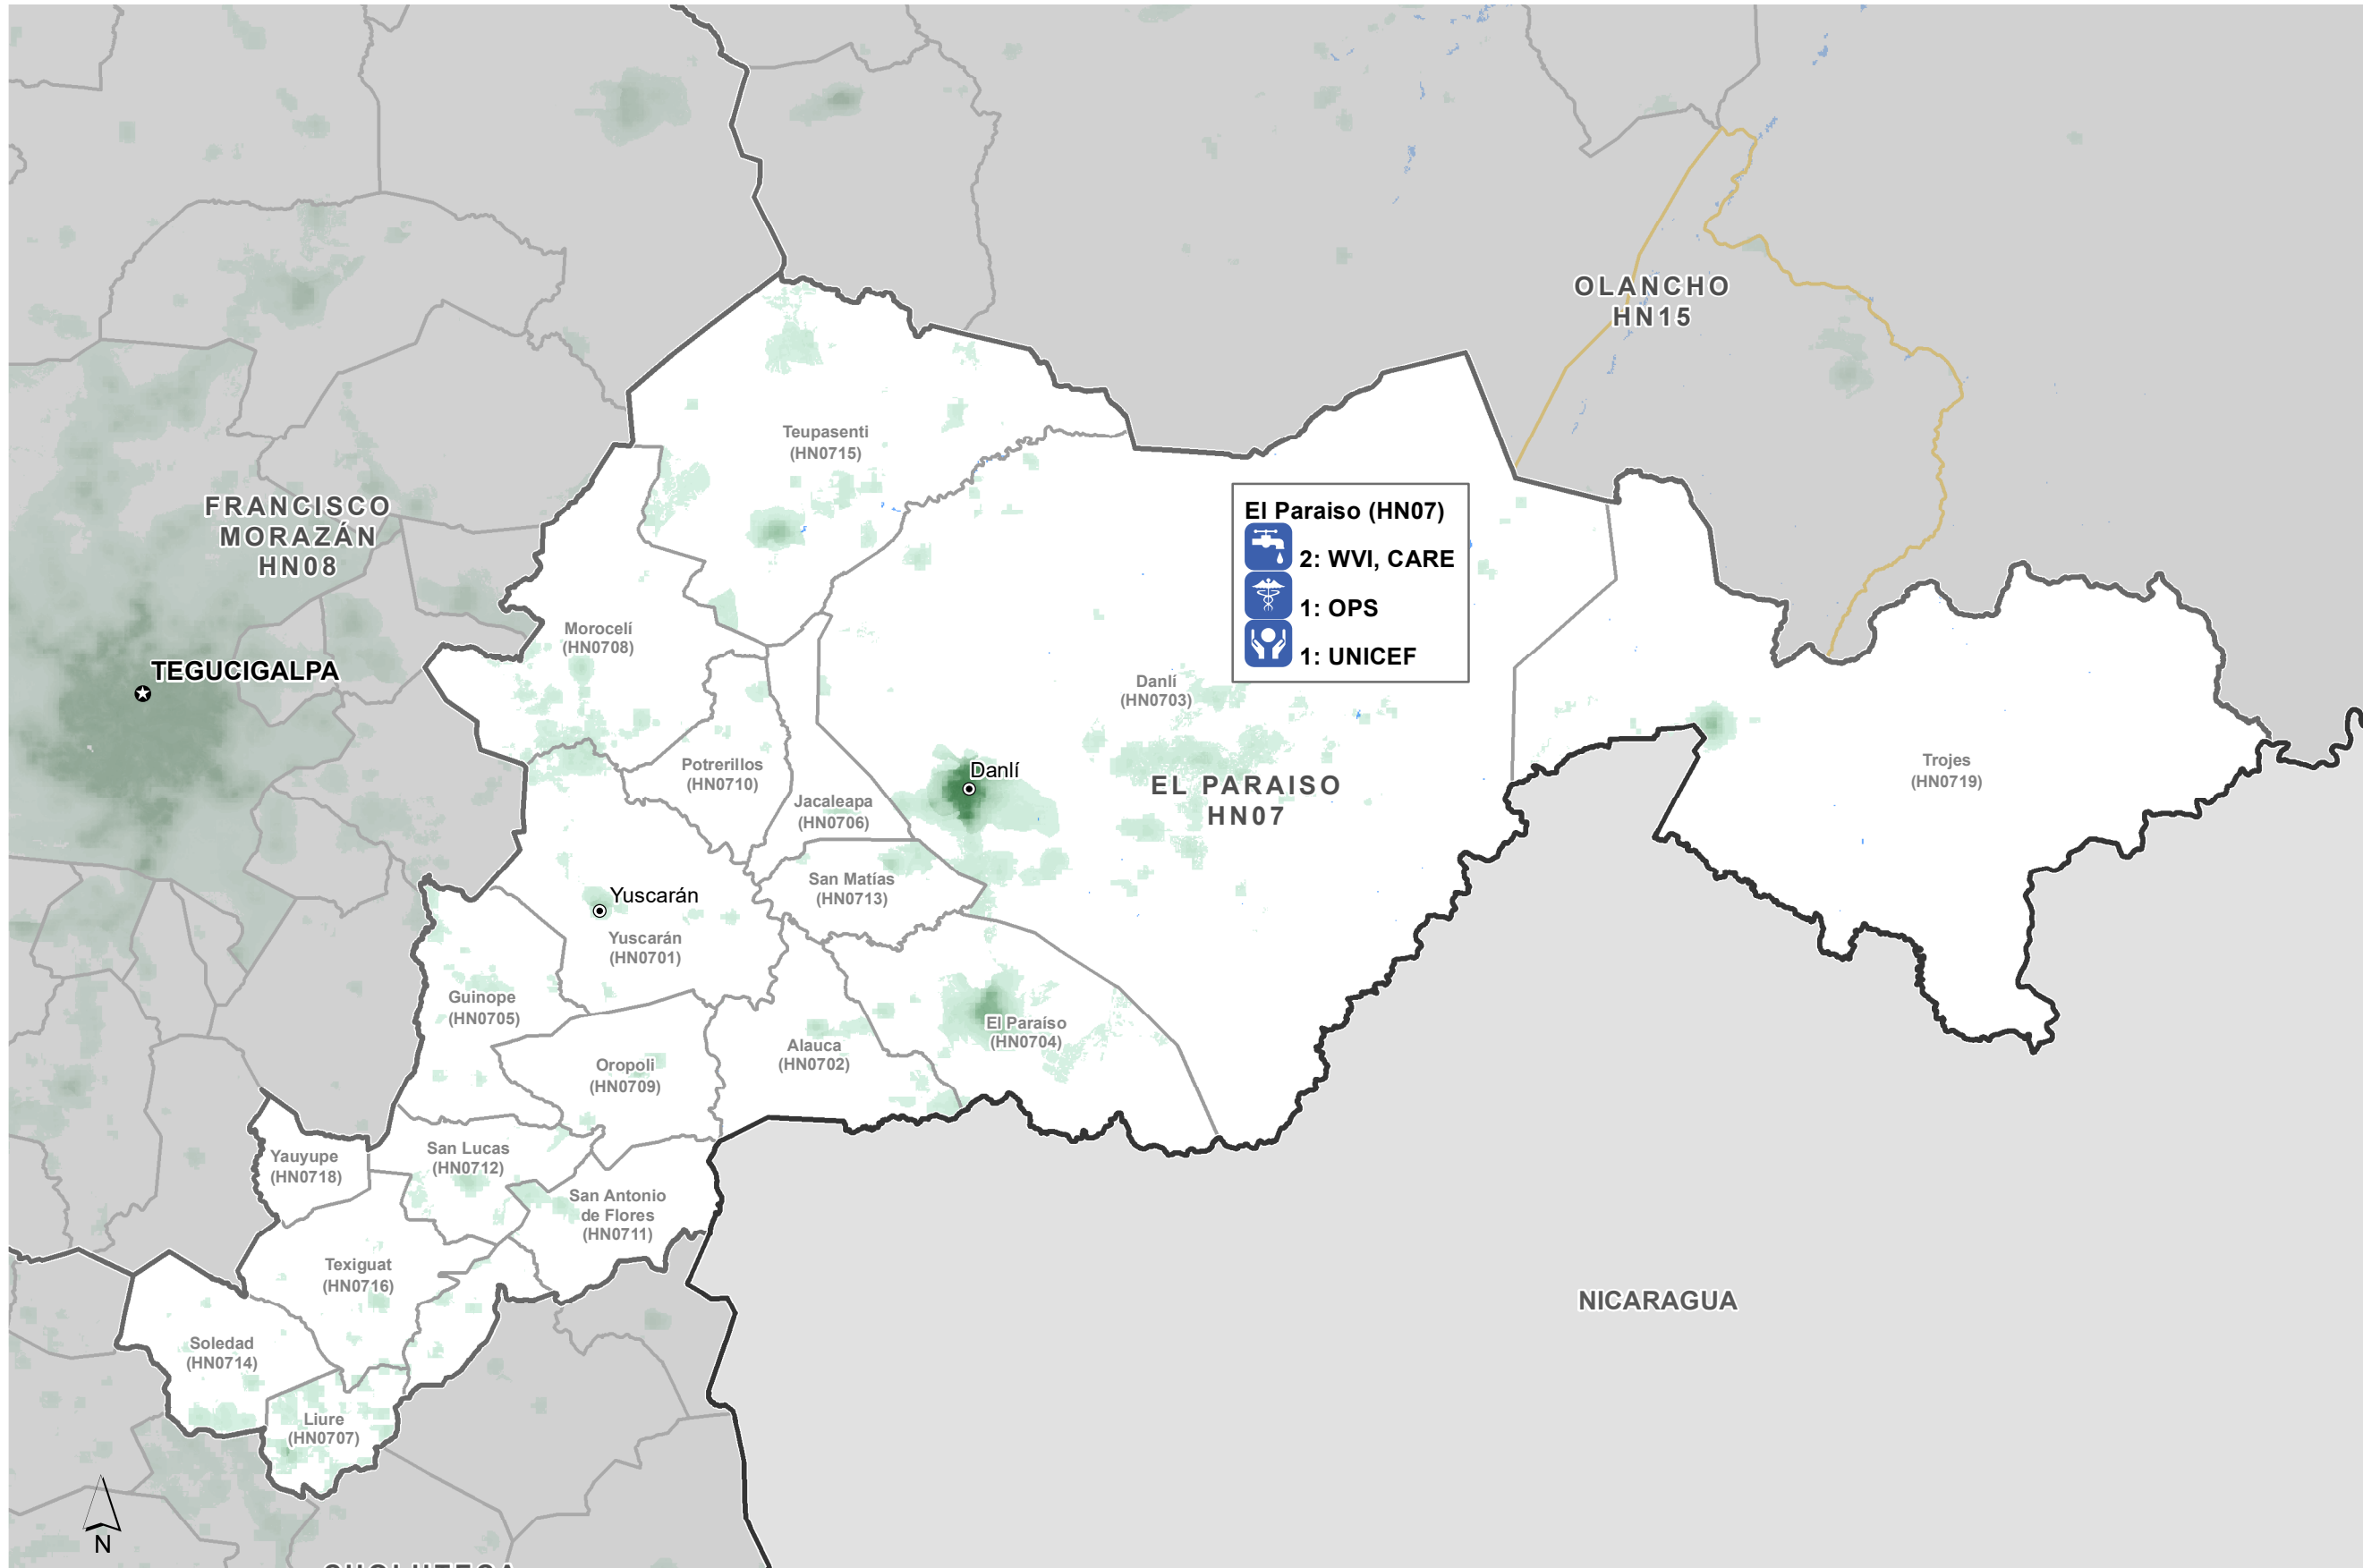 OLANCHO
HN15
Teupasenti
(HN0715)
FRANCISCO
MORAZÁN
HN08
El Paraiso (HN07)
2: WVI, CARE
1: OPS
1: UNICEF
Morocelí
(HN0708)
TEGUCIGALPA
Danlí
(HN0703)
Potrerillos
(HN0710)
Danlí
EL PARAISO
HN07
Trojes
(HN0719)
Jacaleapa
(HN0706)
San Matías
(HN0713)
Yuscarán
Yuscarán
(HN0701)
Guinope
(HN0705)
El Paraíso
(HN0704)
Alauca
(HN0702)
Oropoli
(HN0709)
Yauyupe
(HN0718)
San Lucas
(HN0712)
San Antonio
de Flores
(HN0711)
Texiguat
(HN0716)
NICARAGUA
Soledad
(HN0714)
Liure
(HN0707)
N